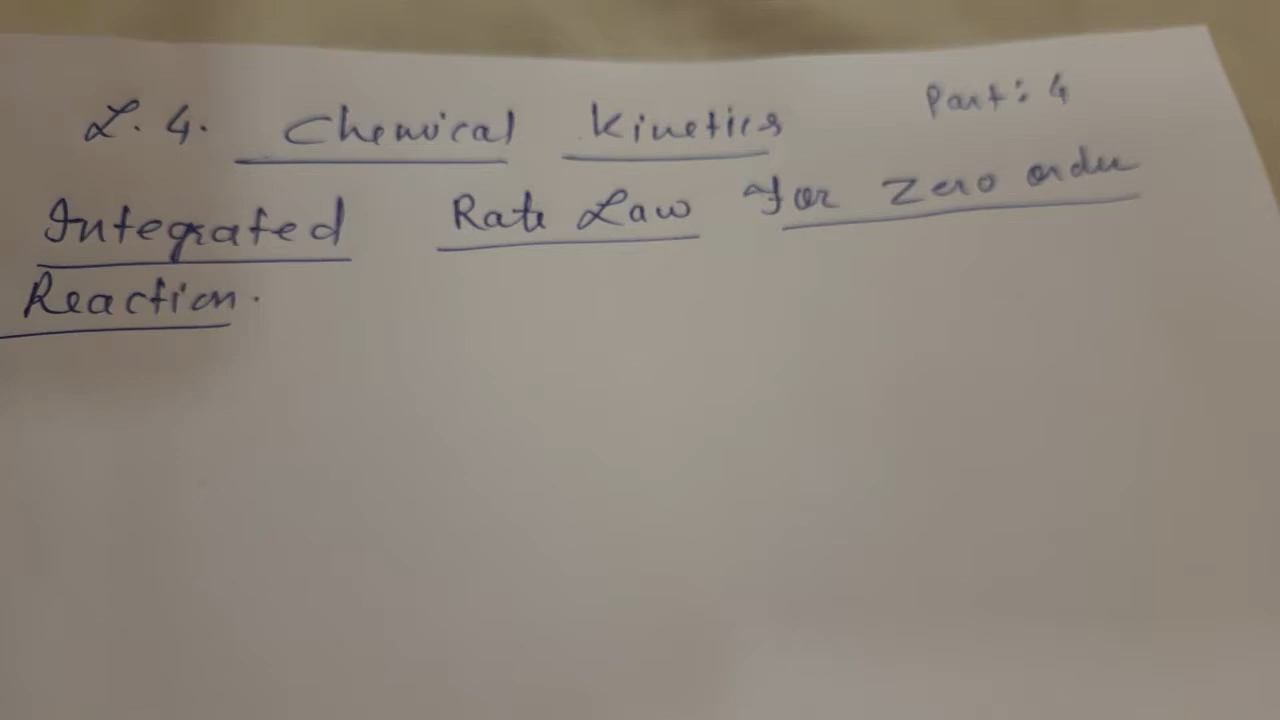 L.4. Chemical Kinetics Part: 4
Integrated Rate Law for Zero order
Reaction.